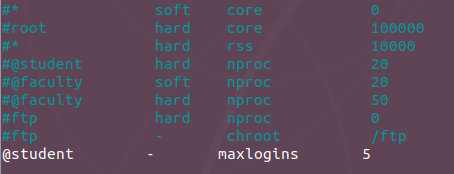 #*               soft    core            0
#root            hard    core            100000
#*               hard    rss             10000
#@student        hard    nproc           20
#@faculty        soft    nproc           20
#@faculty        hard    nproc           50
#ftp             hard    nproc           0
#ftp             -       chroot          /ftp
@student        -       maxlogins       5